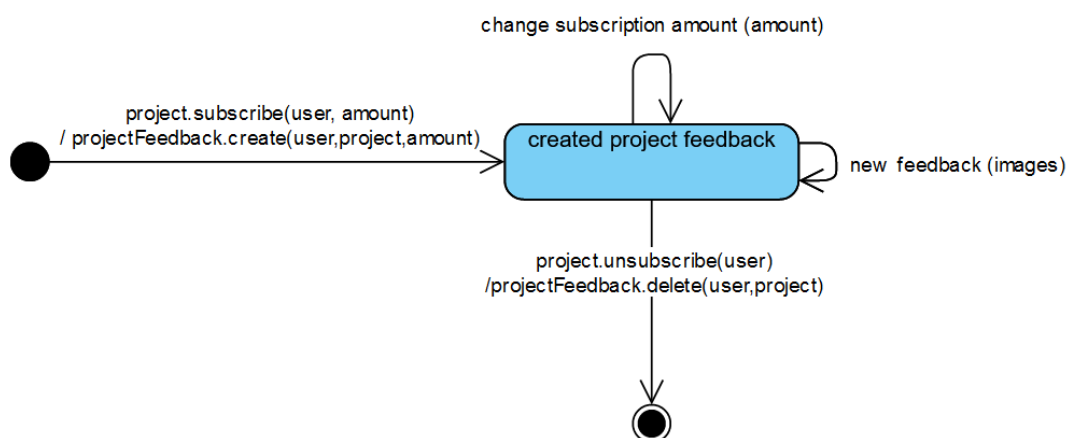 change subscription amount (amount)
project.subscribe(user, amount)
/ projectFeedback.create(user,project,amount)
created project feedback
new feedback (images)
project.unsubscribe(user)
/projectFeedback.delete(user,project)